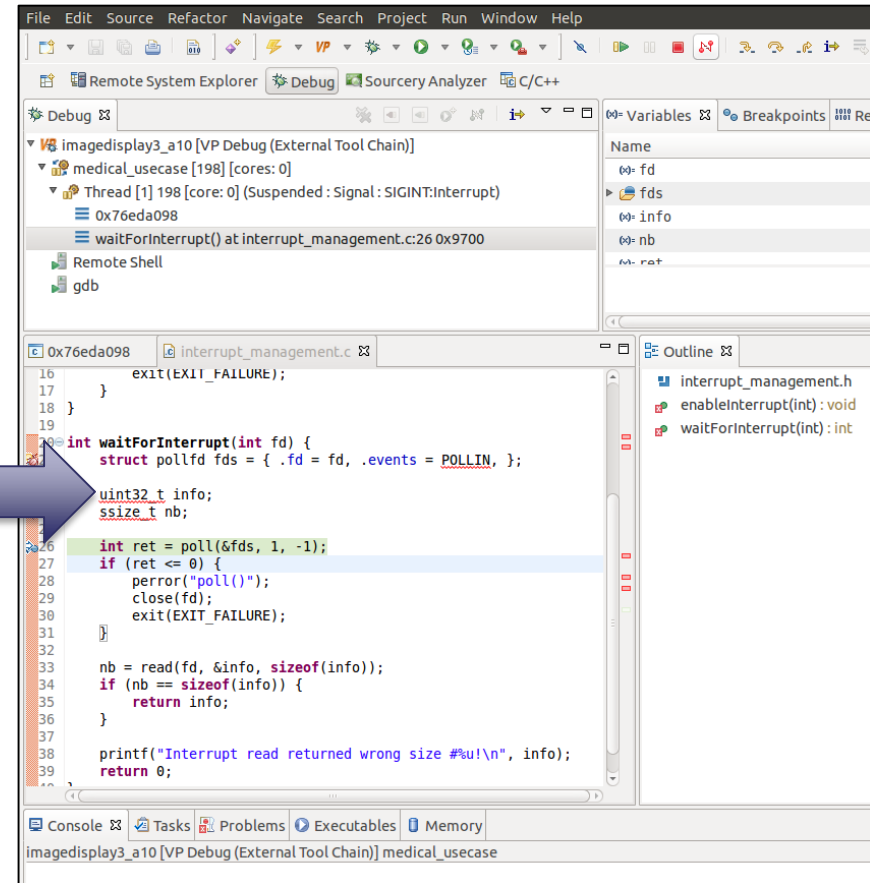 File Edit Source Refactor Navigate Search Project Run Window Help
VP
Remote System Explorer Debug Sourcery Analyzer C/C++
Debug
(x)= Variables Breakpoints Re
imagedisplay3_a10 [VP Debug (External Tool Chain)]
medical_usecase [198] [cores: 0]
Thread [1] 198 [core: 0] (Suspended : Signal : SIGINT:Interrupt)
0x76eda098
waitForInterrupt() at interrupt_management.c:26 0x9700
Remote Shell
gdb
Name
(x)= fd
fds
(x)= info
(x)= nb
(x)= ret
0x76eda098 interrupt_management.c
16 exit(EXIT_FAILURE);
17 }
18 }
19
20 int waitForInterrupt(int fd) {
struct pollfd fds = { .fd = fd, .events = POLLIN, };
uint32_t info;
ssize_t nb;
26 int ret = poll(&fds, 1, -1);
27 if (ret <= 0) {
28 perror("poll()");
29 close(fd);
30 exit(EXIT_FAILURE);
31 }
32
33 nb = read(fd, &info, sizeof(info));
34 if (nb == sizeof(info)) {
35 return info;
36 }
37
38 printf("Interrupt read returned wrong size #%u!\n", info);
39 return 0;
Outline
interrupt_management.h
enableInterrupt(int) : void
waitForInterrupt(int) : int
Console Tasks Problems Executables Memory
imagedisplay3_a10 [VP Debug (External Tool Chain)] medical_usecase